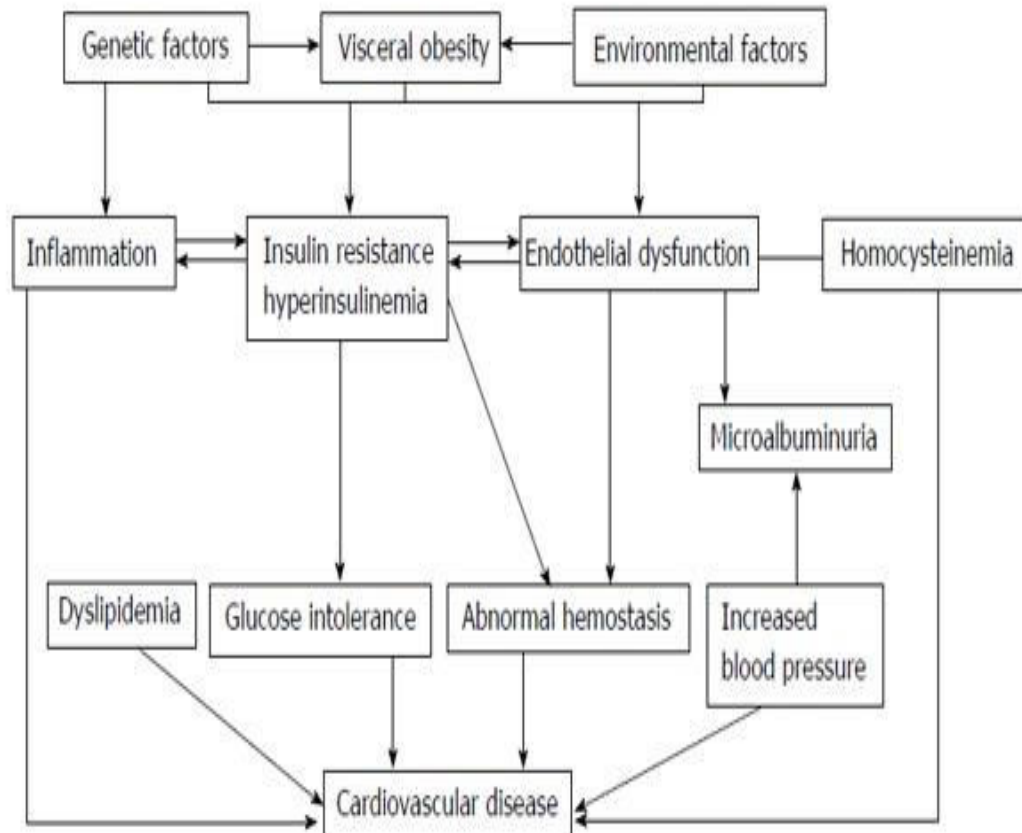 Genetic factors
Visceral obesity
Environmental factors
Inflammation
Insulin resistance
hyperinsulinemia
Endothelial dysfunction
Homocysteinemia
Microalbuminuria
Dyslipidemia
Glucose intolerance
Abnormal hemostasis
Increased
blood pressure
Cardiovascular disease